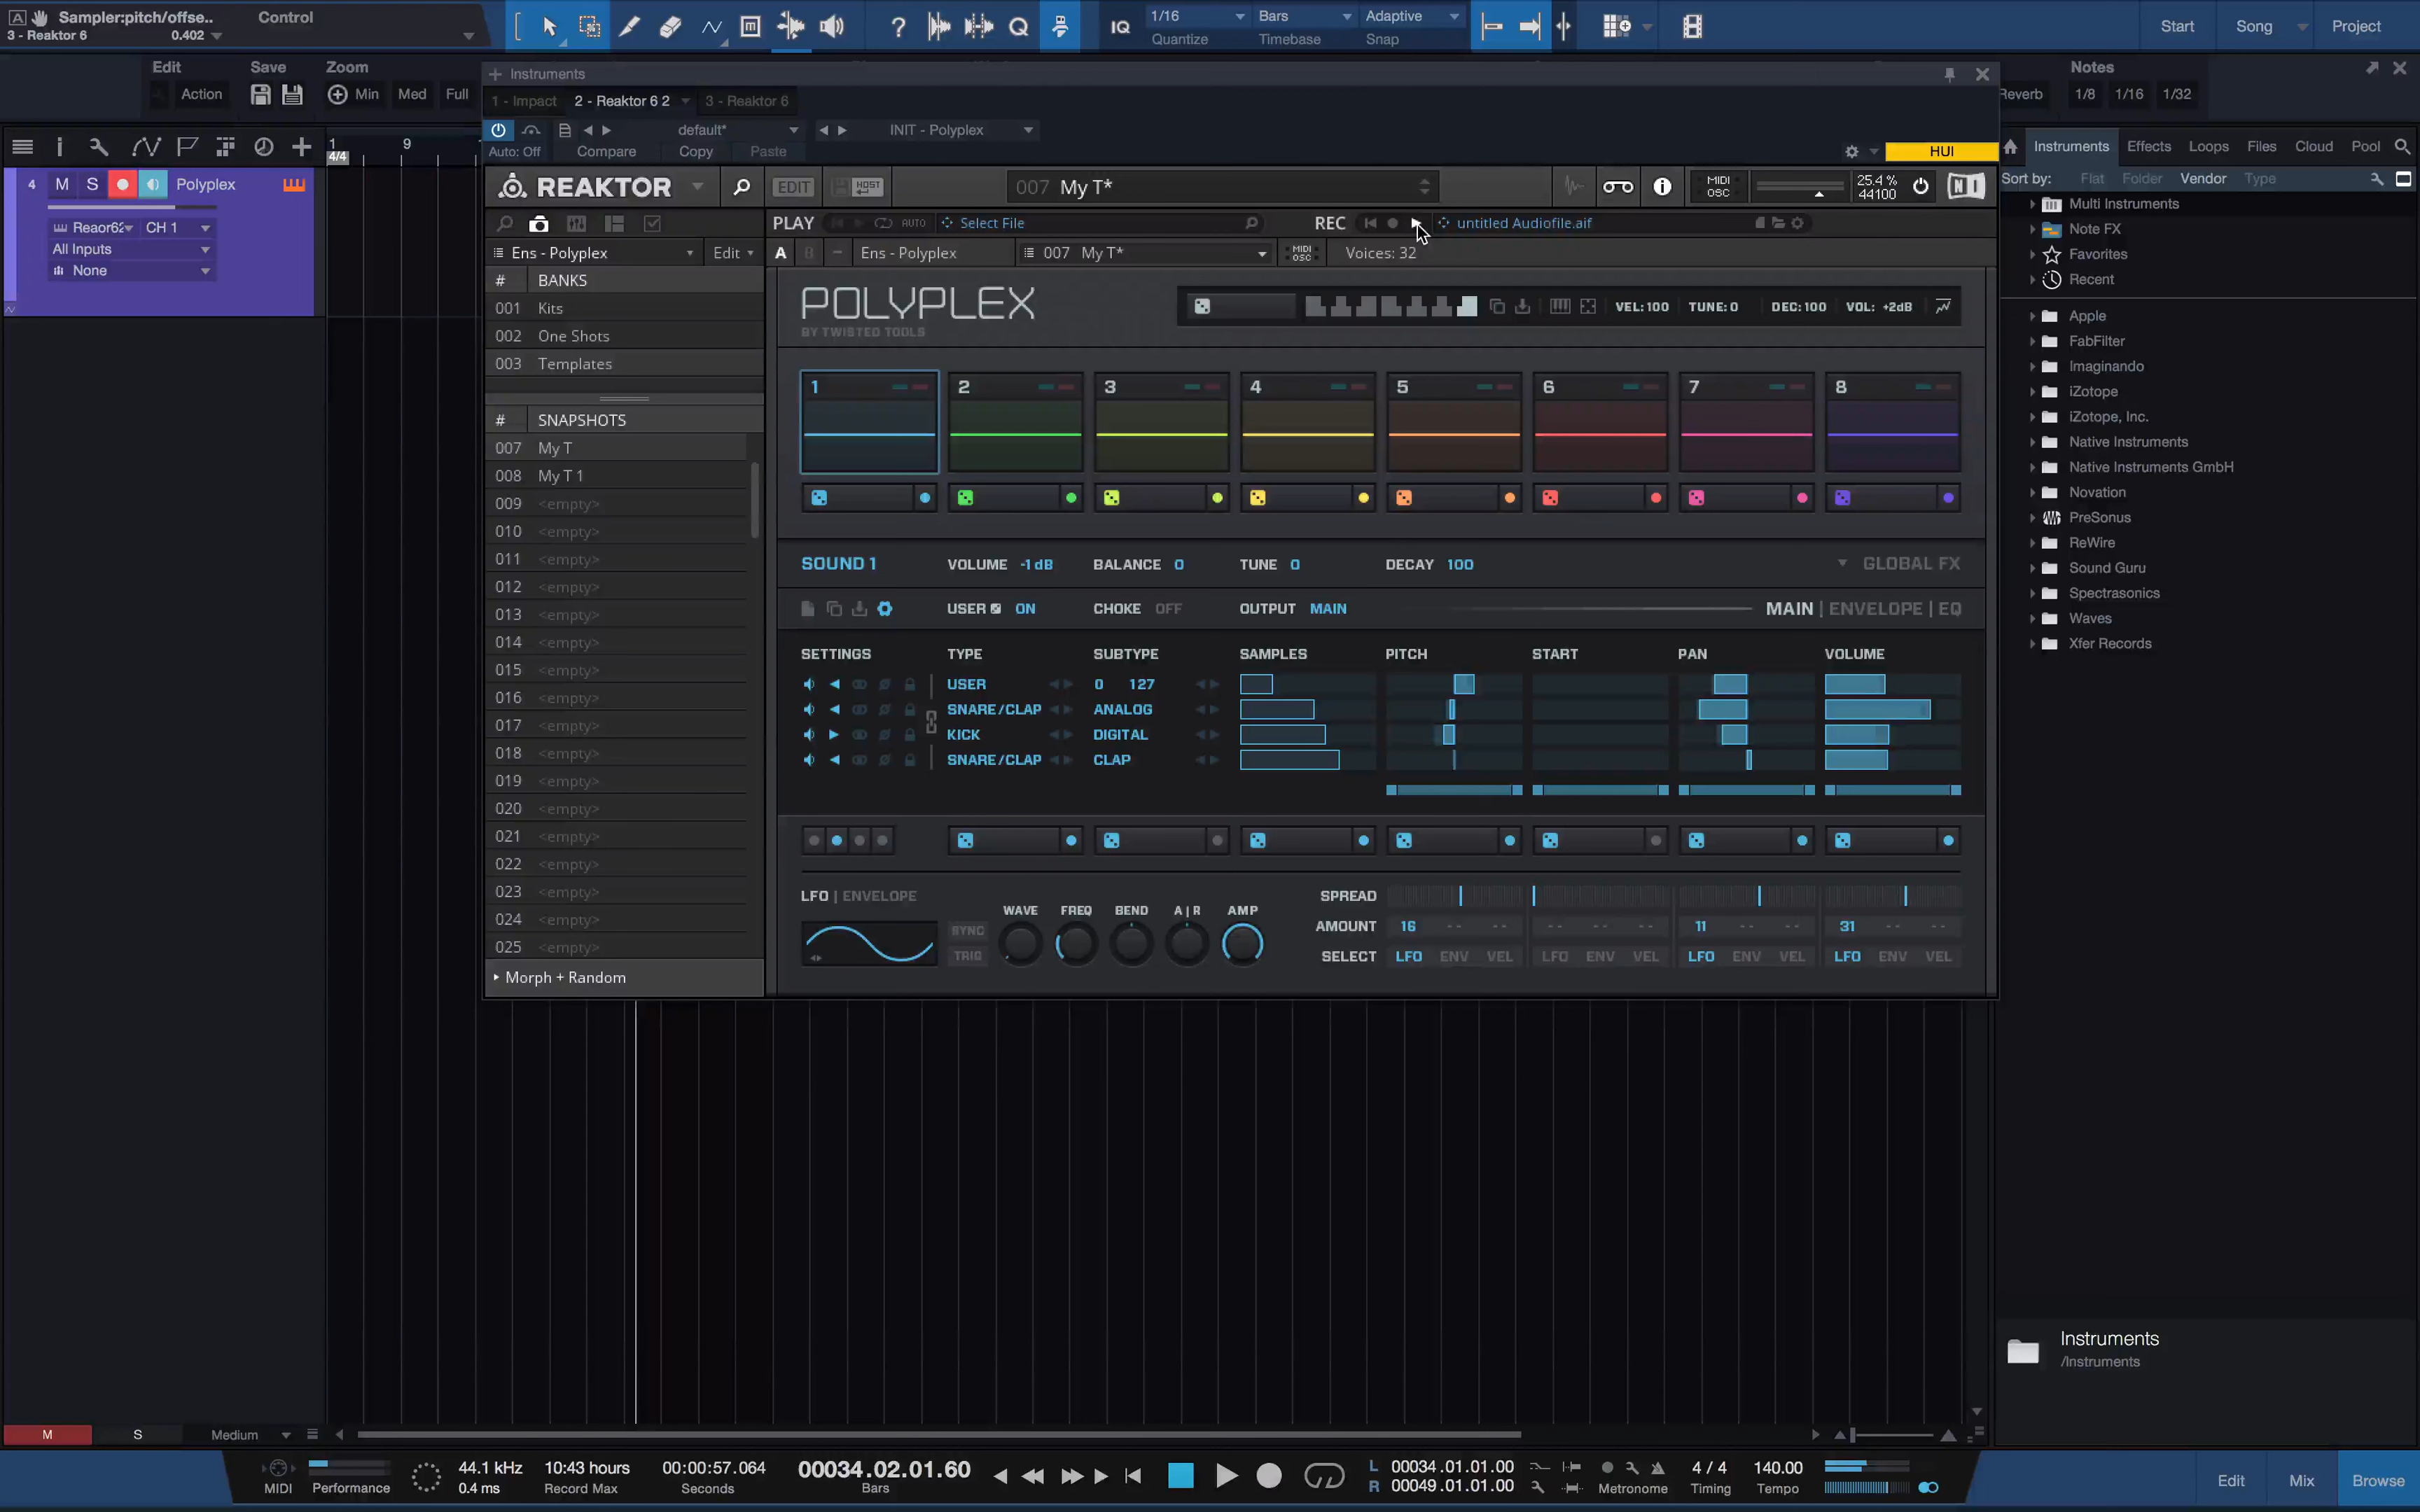 A Sampler:pitch/offse.. Control
3 - Reaktor 6 0.402
1/16 Bars Adaptive
Quantize Timebase Snap
IQ
Start Song Project
Edit Save Zoom
Action Min Med Full
Instruments
Notes
Reverb 1/8 1/16 1/32
1 - Impact 2 - Reaktor 6 2 3 - Reaktor 6
default* INIT - Polyplex
Auto: Off Compare Copy Paste
HUI
1 9
4/4
Instruments Effects Loops Files Cloud Pool
Sort by: Flat Folder Vendor Type
4 M S Polyplex
Reaor62 CH 1
All Inputs
None
REAKTOR EDIT HOST 007 My T* MIDI OSC 25.4 % 44100
PLAY AUTO Select File REC untitled Audiofile.aif
Ens - Polyplex Edit A B Ens - Polyplex 007 My T* MIDI OSC Voices: 32
# BANKS
001 Kits
002 One Shots
003 Templates
# SNAPSHOTS
007 My T
008 My T 1
009 <empty>
010 <empty>
011 <empty>
012 <empty>
013 <empty>
014 <empty>
015 <empty>
016 <empty>
017 <empty>
018 <empty>
019 <empty>
020 <empty>
021 <empty>
022 <empty>
023 <empty>
024 <empty>
025 <empty>
Morph + Random
POLYPLEX
BY TWISTED TOOLS
VEL: 100 TUNE: 0 DEC: 100 VOL: +2dB
1 2 3 4 5 6 7 8
SOUND 1 VOLUME -1 dB BALANCE 0 TUNE 0 DECAY 100 GLOBAL FX
USER ON CHOKE OFF OUTPUT MAIN MAIN | ENVELOPE | EQ
SETTINGS TYPE SUBTYPE SAMPLES PITCH START PAN VOLUME
USER 0 127
SNARE/CLAP ANALOG
KICK DIGITAL
SNARE/CLAP CLAP
LFO | ENVELOPE
WAVE FREQ BEND A | R AMP
SYNC
TRIG
SPREAD
AMOUNT 16 -- -- -- -- -- 11 -- -- 31 -- --
SELECT LFO ENV VEL LFO ENV VEL LFO ENV VEL LFO ENV VEL
Multi Instruments
Note FX
Favorites
Recent
Apple
FabFilter
Imaginando
iZotope
iZotope, Inc.
Native Instruments
Native Instruments GmbH
Novation
PreSonus
ReWire
Sound Guru
Spectrasonics
Waves
Xfer Records
Instruments
/Instruments
M S Medium
44.1 kHz 10:43 hours 00:00:57.064 00034.02.01.60 L 00034.01.01.00 4 / 4 140.00
MIDI Performance 0.4 ms Record Max Seconds Bars R 00049.01.01.00 Metronome Timing Tempo
Edit Mix Browse